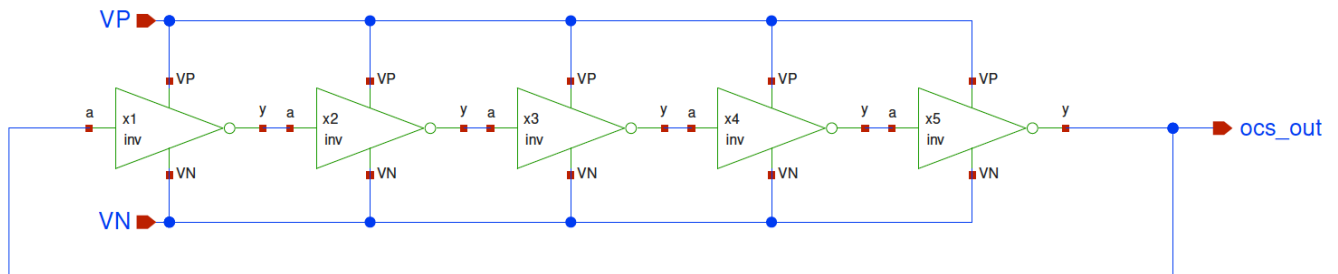 VP
VP VP VP VP VP
a y a y a y a y a y
x1 x2 x3 x4 x5
ocs_out
inv inv inv inv inv
VN VN VN VN VN
VN